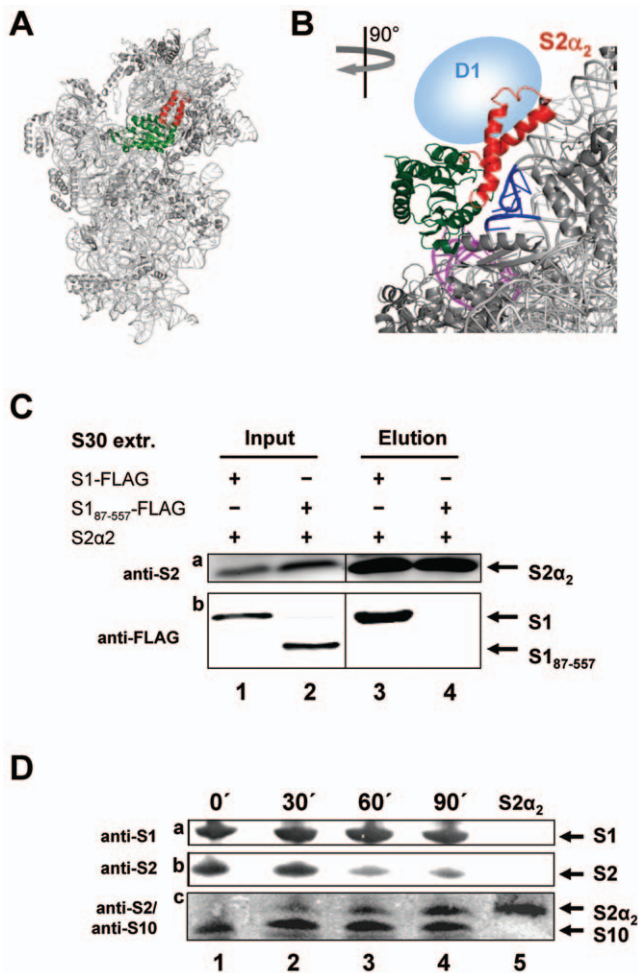 A
B
90°
S2α₂
D1
C
S30 extr. Input Elution
S1-FLAG + – + –
S1₈₇₋₅₅₇-FLAG – + – +
S2α2 + + + +
anti-S2 a S2α₂
anti-FLAG b S1
S1₈₇₋₅₅₇
1 2 3 4
D
0´ 30´ 60´ 90´ S2α₂
anti-S1 a S1
anti-S2 b S2
anti-S2/ c S2α₂
anti-S10 S10
1 2 3 4 5